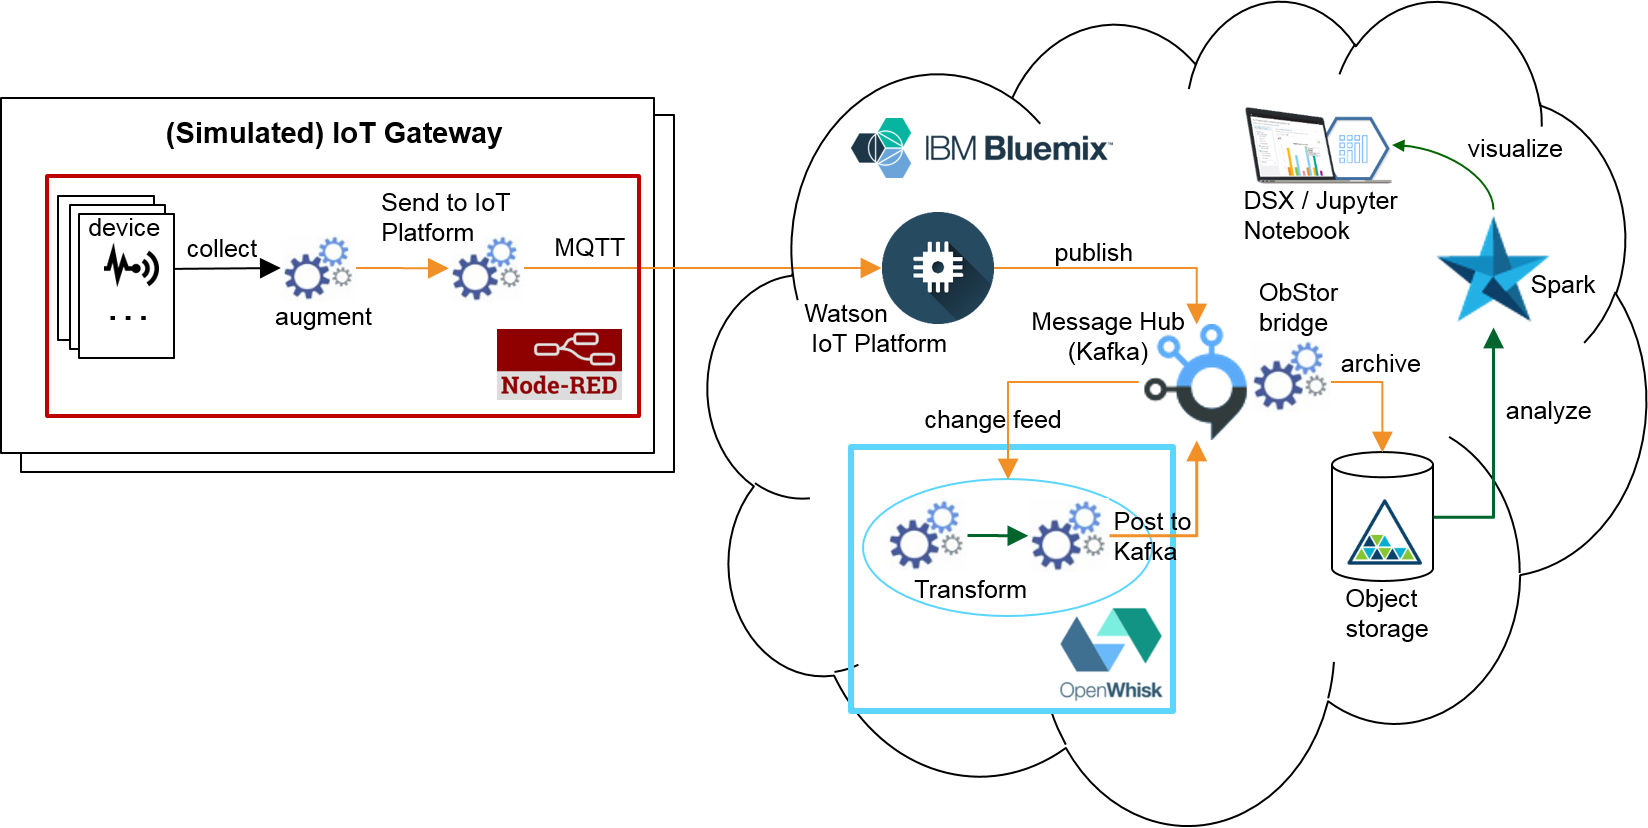 (Simulated) IoT Gateway
device
. . .
collect
augment
Send to IoT
Platform
MQTT
Node-RED
IBM Bluemix™
Watson
IoT Platform
publish
Message Hub
(Kafka)
ObStor
bridge
archive
change feed
Transform
Post to
Kafka
OpenWhisk
Object
storage
analyze
Spark
visualize
DSX / Jupyter
Notebook